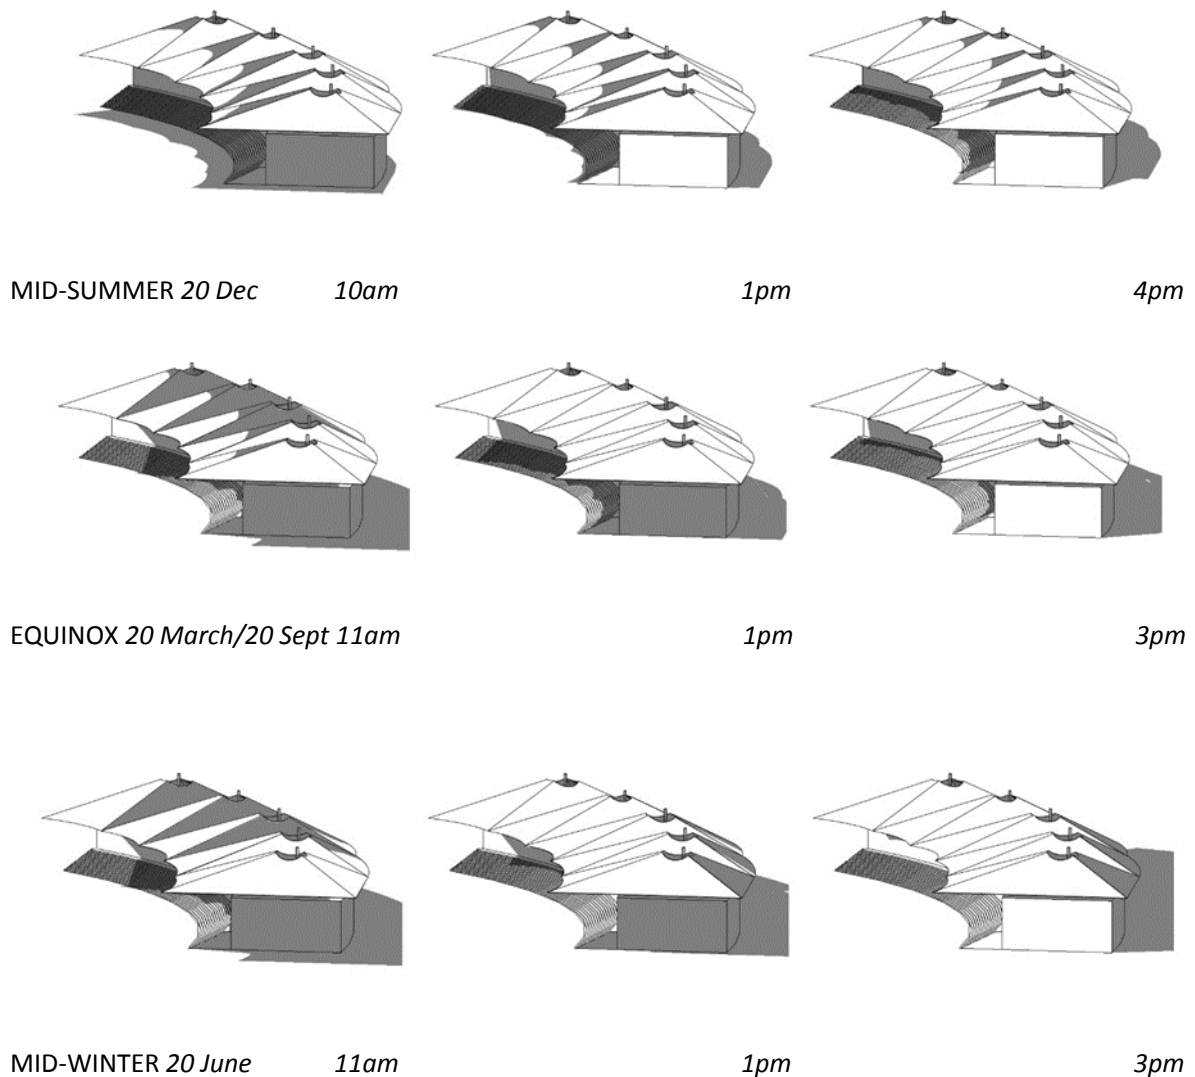 MID-SUMMER 20 Dec 10am 1pm 4pm
EQUINOX 20 March/20 Sept 11am 1pm 3pm
MID-WINTER 20 June 11am 1pm 3pm